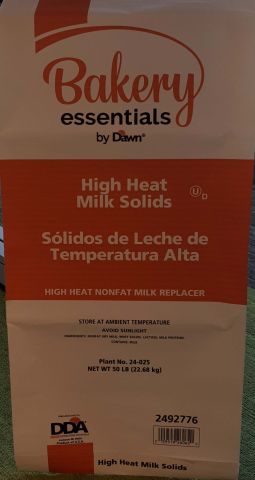 Bakery
essentials
by Dawn®
High Heat
Milk Solids
Sólidos de Leche de
Temperatura Alta
HIGH HEAT NONFAT MILK REPLACER
STORE AT AMBIENT TEMPERATURE
AVOID SUNLIGHT
CONTAINS: MILK
Plant No. 24-025
NET WT 50 LB (22.68 kg)
DDA
2492776
High Heat Milk Solids